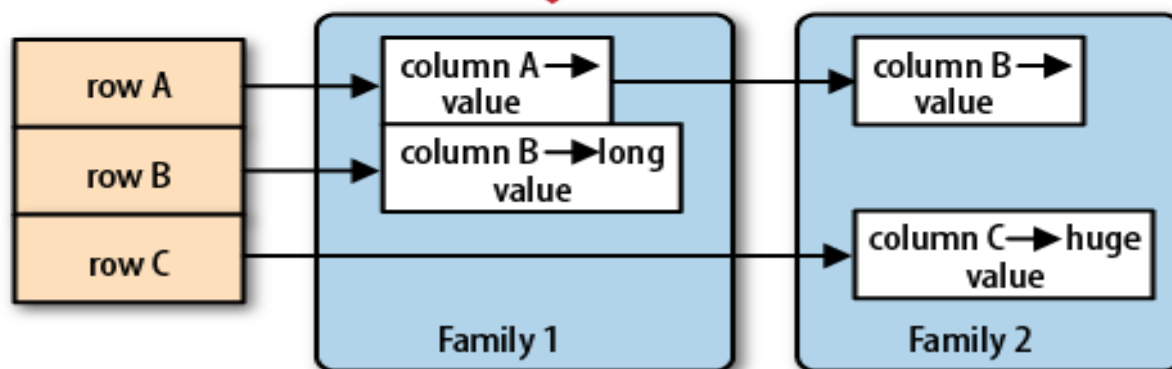 row A
row B
row C
column A→
value
column B→long
value
Family 1
column B→
value
column C→huge
value
Family 2